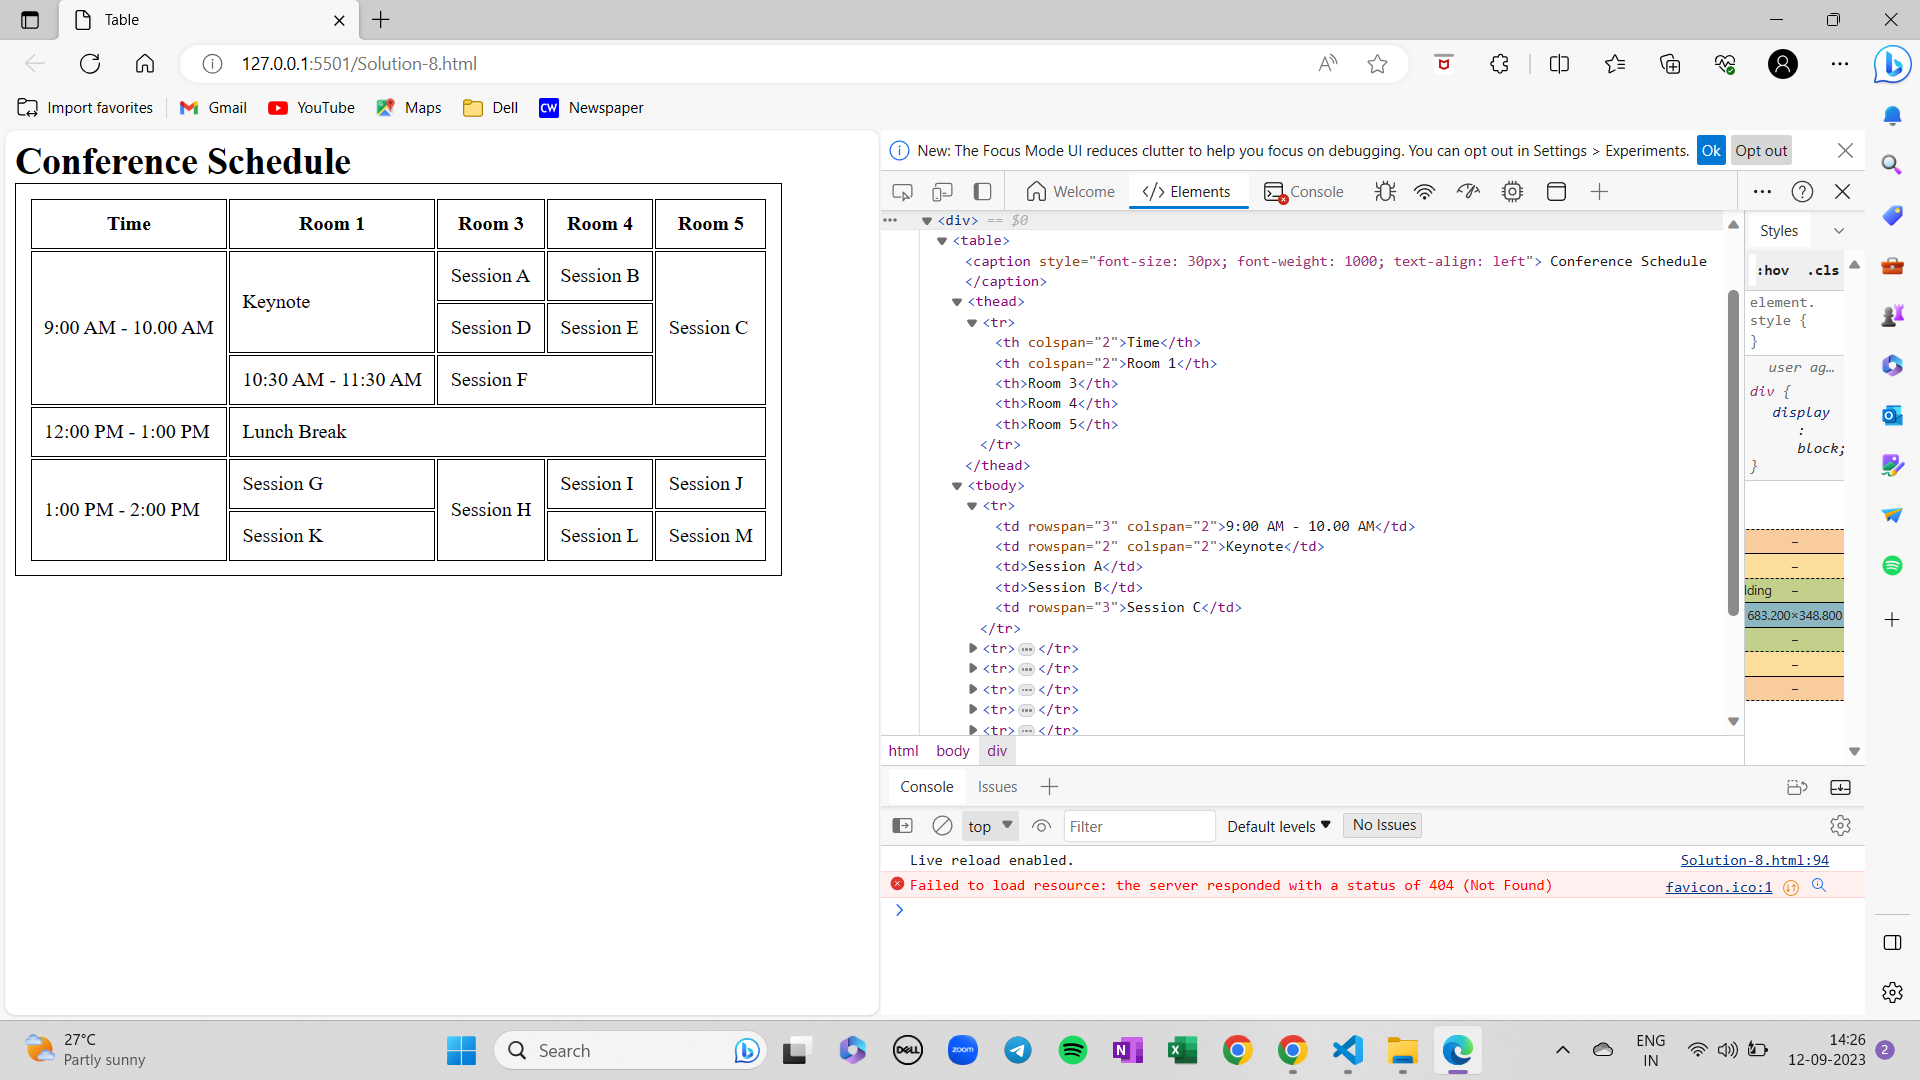 Table
127.0.0.1:5501/Solution-8.html
Import favorites
Gmail
YouTube
Maps
Dell
CW
Newspaper
Conference Schedule
Time Room 1 Room 3 Room 4 Room 5
9:00 AM - 10.00 AM
Keynote
Session A Session B
Session C
Session D Session E
10:30 AM - 11:30 AM Session F
12:00 PM - 1:00 PM Lunch Break
1:00 PM - 2:00 PM
Session G
Session H
Session I Session J
Session K Session L Session M
New: The Focus Mode UI reduces clutter to help you focus on debugging. You can opt out in Settings > Experiments. Ok Opt out
Welcome </> Elements Console
<div> == $0
<table>
<caption style="font-size: 30px; font-weight: 1000; text-align: left"> Conference Schedule
</caption>
<thead>
<tr>
<th colspan="2">Time</th>
<th colspan="2">Room 1</th>
<th>Room 3</th>
<th>Room 4</th>
<th>Room 5</th>
</tr>
</thead>
<tbody>
<tr>
<td rowspan="3" colspan="2">9:00 AM - 10.00 AM</td>
<td rowspan="2" colspan="2">Keynote</td>
<td>Session A</td>
<td>Session B</td>
<td rowspan="3">Session C</td>
</tr>
<tr> ⋯ </tr>
<tr> ⋯ </tr>
<tr> ⋯ </tr>
<tr> ⋯ </tr>
<tr> ⋯ </tr>
html body div
Styles
:hov .cls
element.
style {
}
user ag…
div {
display
:
block;
}
–
–
lding –
683.200×348.800
–
–
–
Console Issues
top Filter Default levels No Issues
Live reload enabled. Solution-8.html:94
Failed to load resource: the server responded with a status of 404 (Not Found) favicon.ico:1
27°C
Partly sunny
Search
DELL
zoom
ENG
IN
14:26
12-09-2023
2